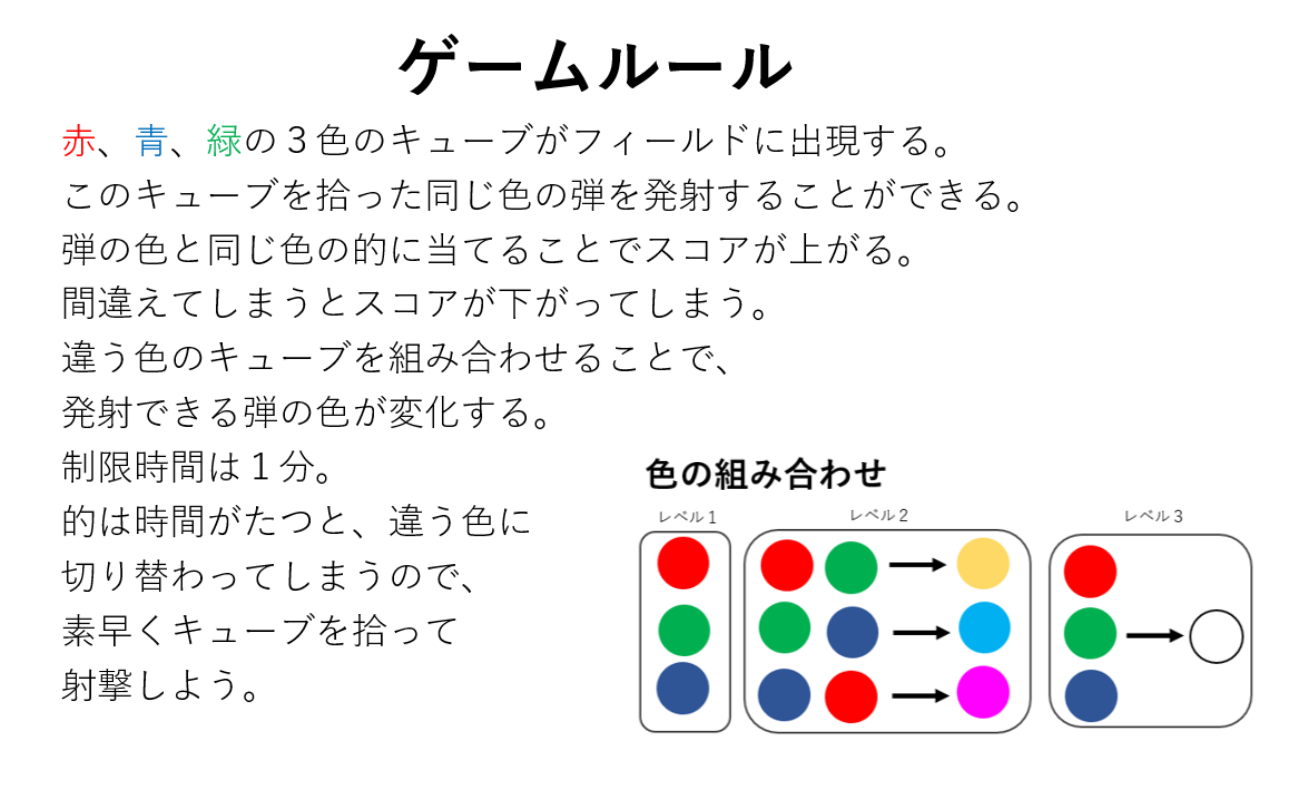 ゲームルール
赤、青、緑の３色のキューブがフィールドに出現する。
このキューブを拾った同じ色の弾を発射することができる。
弾の色と同じ色の的に当てることでスコアが上がる。
間違えてしまうとスコアが下がってしまう。
違う色のキューブを組み合わせることで、
発射できる弾の色が変化する。
制限時間は１分。
的は時間がたつと、違う色に
切り替わってしまうので、
素早くキューブを拾って
射撃しよう。
色の組み合わせ
レベル1
レベル2
レベル3